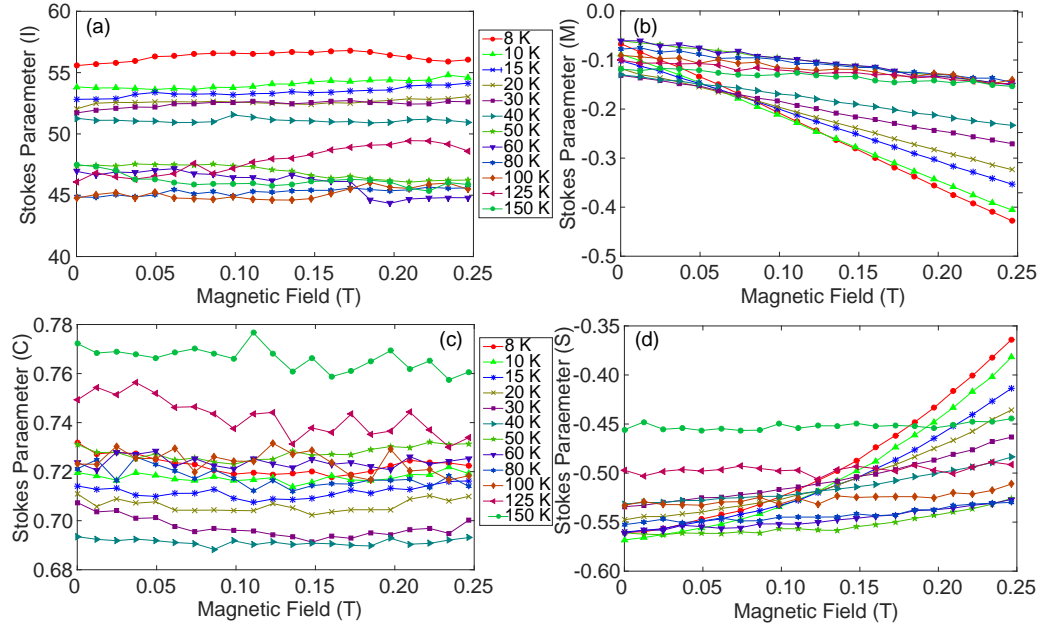 (a)
Stokes Paraemeter (I)
60
55
50
45
40
0 0.05 0.10 0.15 0.20 0.25
Magnetic Field (T)
8 K
10 K
15 K
20 K
30 K
40 K
50 K
60 K
80 K
100 K
125 K
150 K
(b)
Stokes Parameter (M)
0.0
-0.1
-0.2
-0.3
-0.4
-0.5
0 0.05 0.10 0.15 0.20 0.25
Magnetic Field (T)
(c)
Stokes Paraemeter (C)
0.78
0.76
0.74
0.72
0.70
0.68
0 0.05 0.10 0.15 0.20 0.25
Magnetic Field (T)
8 K
10 K
15 K
20 K
30 K
40 K
50 K
60 K
80 K
100 K
125 K
150 K
(d)
Stokes Paraemeter (S)
-0.35
-0.40
-0.45
-0.50
-0.55
-0.60
0 0.05 0.10 0.15 0.20 0.25
Magnetic Field (T)